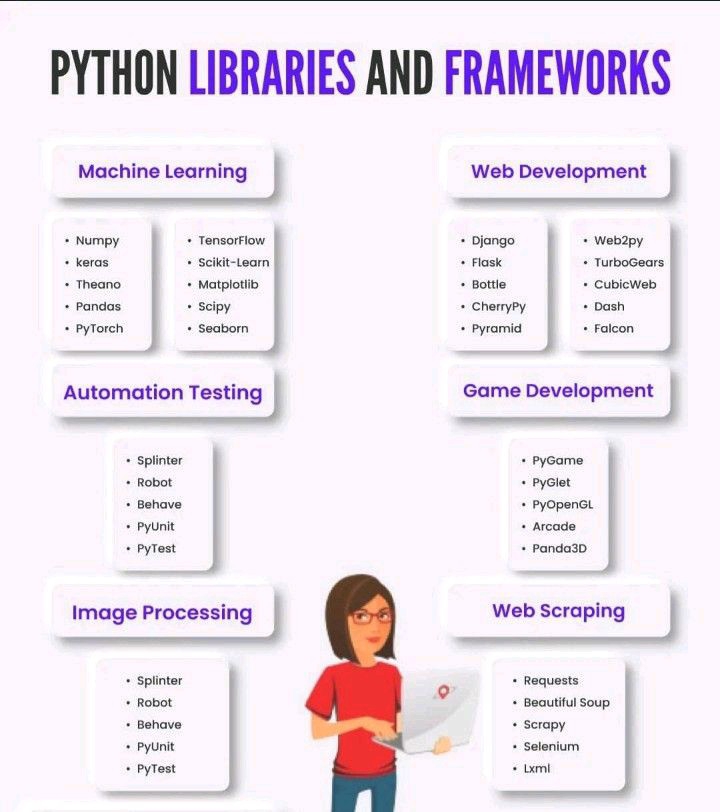 PYTHON LIBRARIES AND FRAMEWORKS
Machine Learning
• Numpy
• keras
• Theano
• Pandas
• PyTorch
• TensorFlow
• Scikit-Learn
• Matplotlib
• Scipy
• Seaborn
Web Development
• Django
• Flask
• Bottle
• CherryPy
• Pyramid
• Web2py
• TurboGears
• CubicWeb
• Dash
• Falcon
Automation Testing
• Splinter
• Robot
• Behave
• PyUnit
• PyTest
Game Development
• PyGame
• PyGlet
• PyOpenGL
• Arcade
• Panda3D
Image Processing
• Splinter
• Robot
• Behave
• PyUnit
• PyTest
Web Scraping
• Requests
• Beautiful Soup
• Scrapy
• Selenium
• Lxml